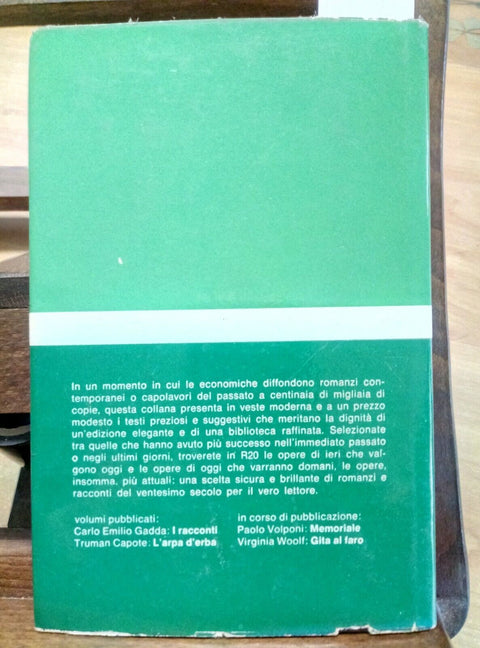 In un momento in cui le economiche diffondono romanzi con-
temporanei o capolavori del passato a centinaia di migliaia di
copie, questa collana presenta in veste moderna e a un prezzo
modesto i testi preziosi e suggestivi che meritano la dignità di
un'edizione elegante e di una biblioteca raffinata. Selezionate
tra quelle che hanno avuto più successo nell'immediato passato
o negli ultimi giorni, troverete in R20 le opere di ieri che val-
gono oggi e le opere di oggi che varranno domani, le opere,
insomma, più attuali: una scelta sicura e brillante di romanzi e
racconti del ventesimo secolo per il vero lettore.
volumi pubblicati:
Carlo Emilio Gadda: I racconti
Truman Capote: L'arpa d'erba
in corso di pubblicazione:
Paolo Volponi: Memoriale
Virginia Woolf: Gita al faro